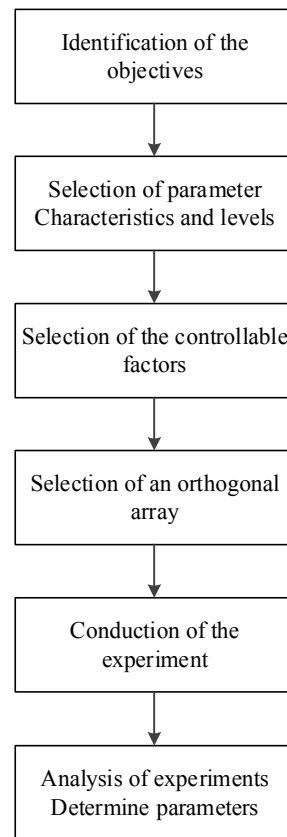 Identification of the
objectives
Selection of parameter
Characteristics and levels
Selection of the controllable
factors
Selection of an orthogonal
array
Conduction of the
experiment
Analysis of experiments
Determine parameters